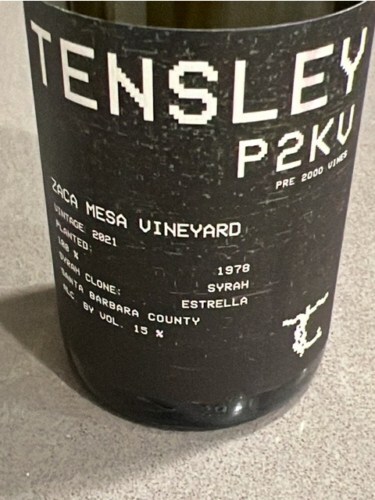 TENSLEY
P2KV
PRE 2000 VINES
ZACA MESA VINEYARD
VINTAGE 2021
PLANTED: 1978
100 % SYRAH
SYRAH CLONE: ESTRELLA
SANTA BARBARA COUNTY
ALC. BY VOL. 15 %